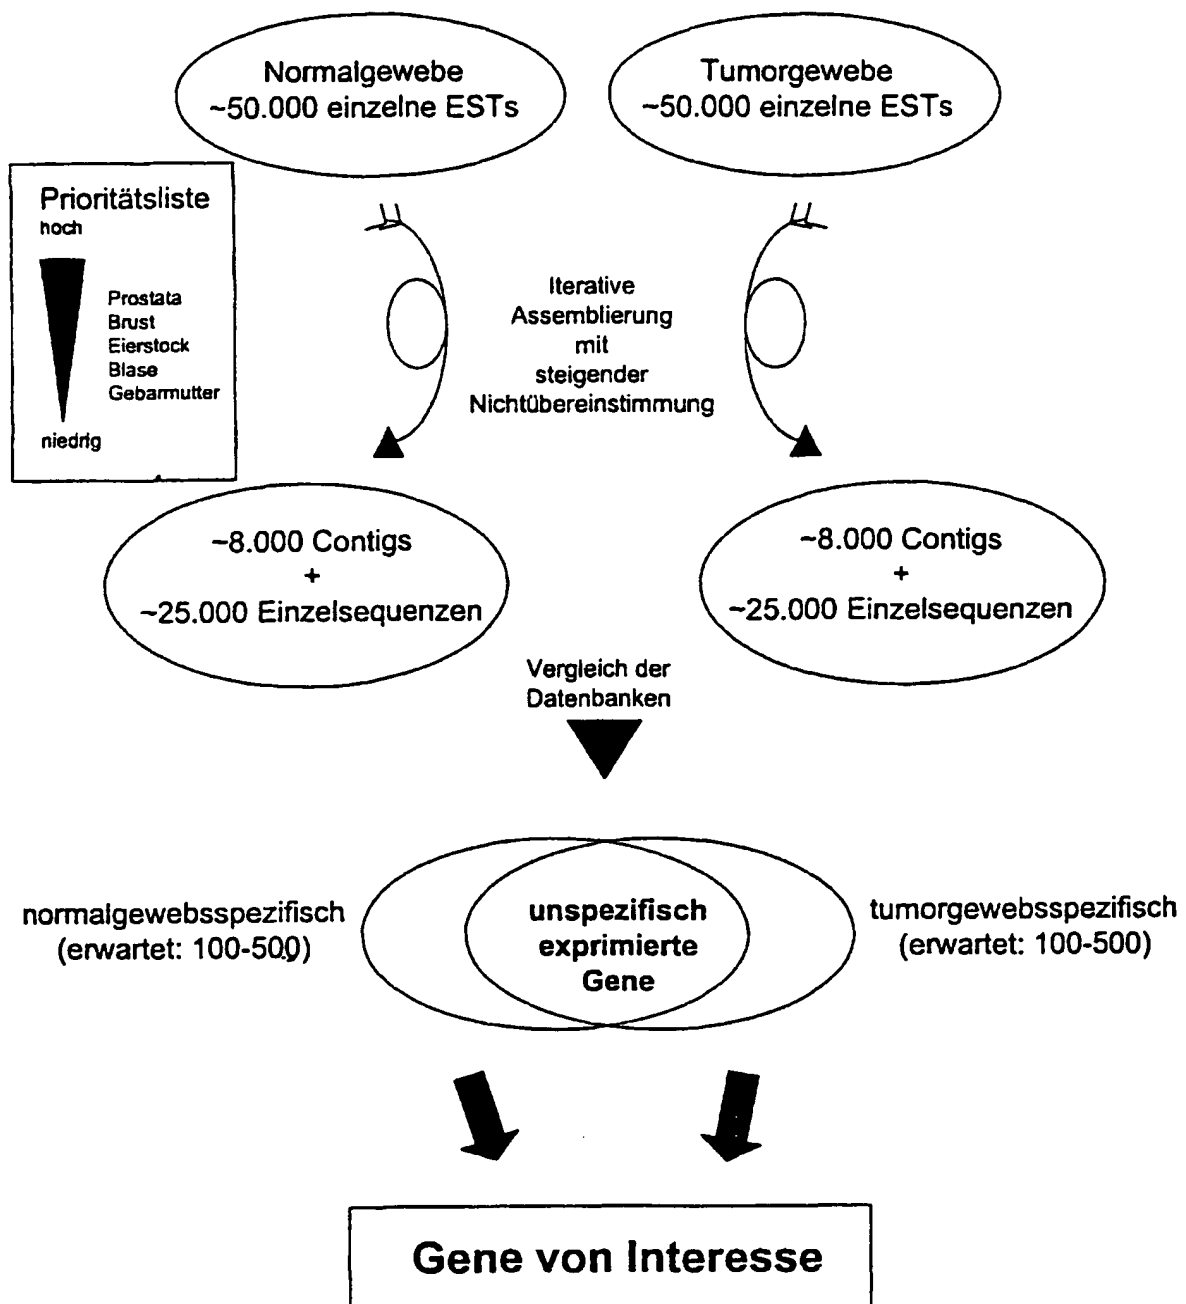 Normalgewebe
~50.000 einzelne ESTs
Tumorgewebe
~50.000 einzelne ESTs
Prioritätsliste
hoch
Prostata
Brust
Eierstock
Blase
Gebarmutter
niedrig
Iterative
Assemblierung
mit
steigender
Nichtübereinstimmung
~8.000 Contigs
+
~25.000 Einzelsequenzen
~8.000 Contigs
+
~25.000 Einzelsequenzen
Vergleich der
Datenbanken
normalgewebsspezifisch
(erwartet: 100-500)
unspezifisch
exprimierte
Gene
tumorgewebsspezifisch
(erwartet: 100-500)
Gene von Interesse